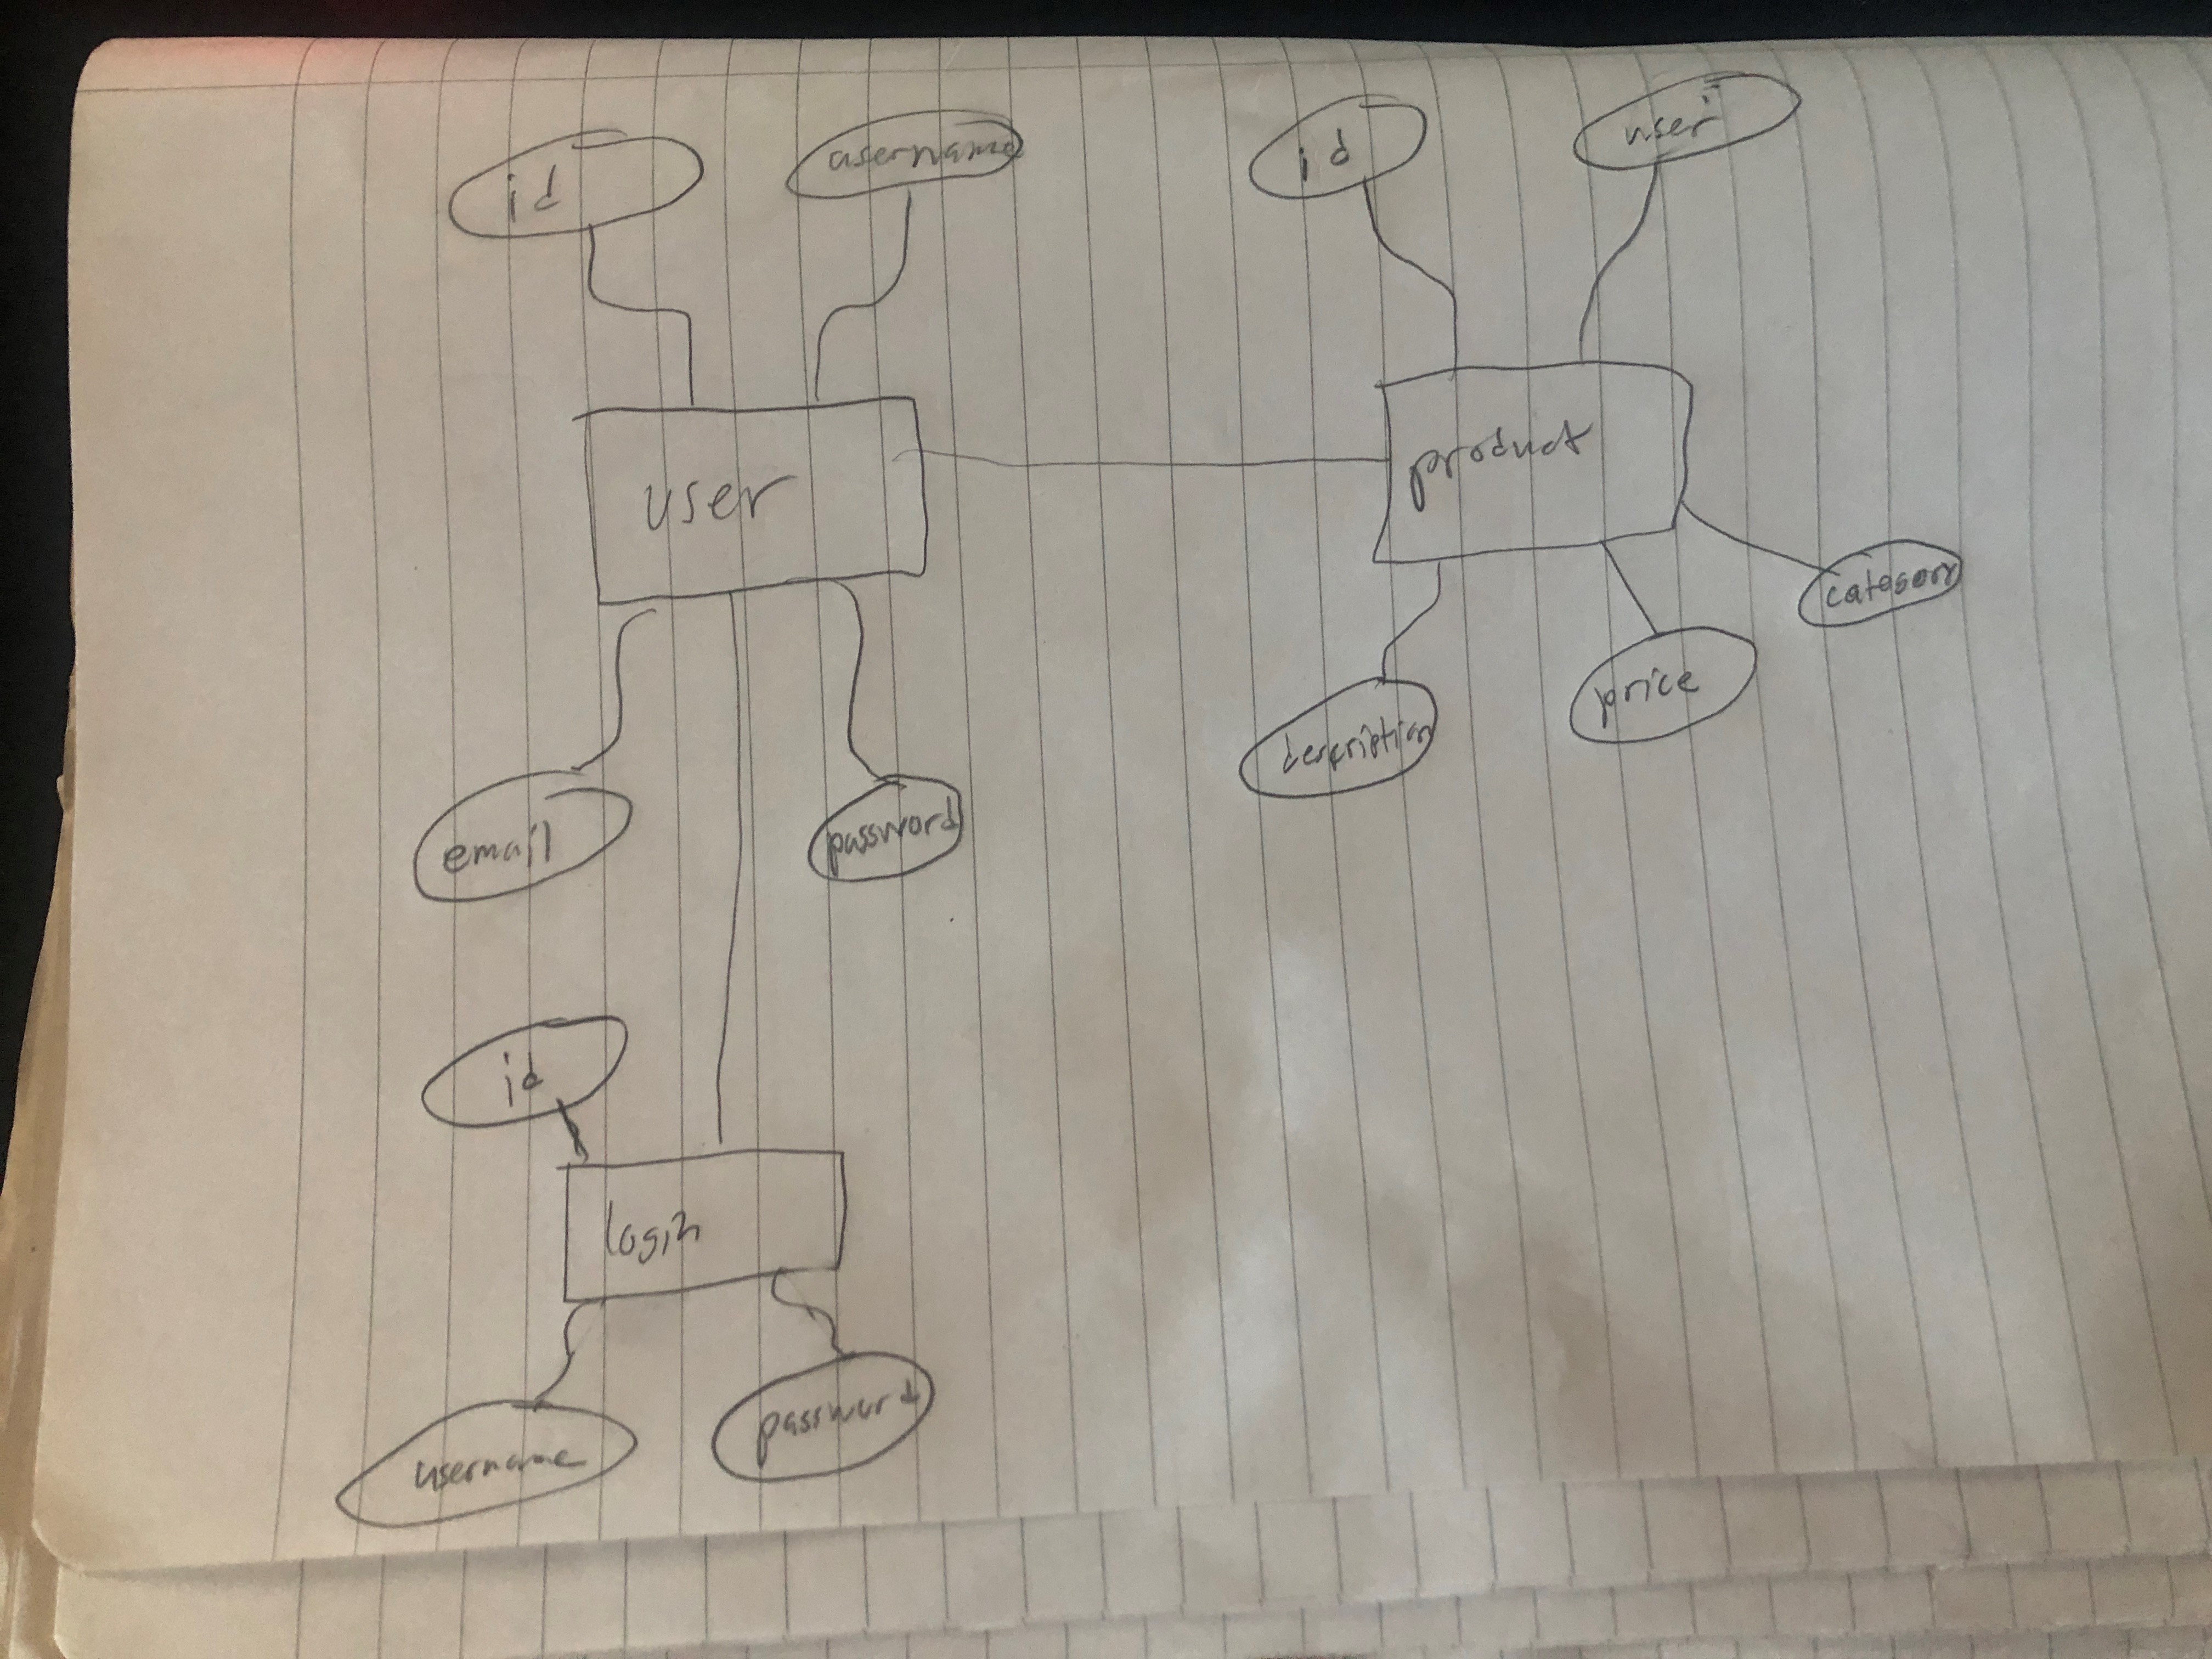 id
username
id
user
user
product
category
price
description
email
password
id
login
username
password